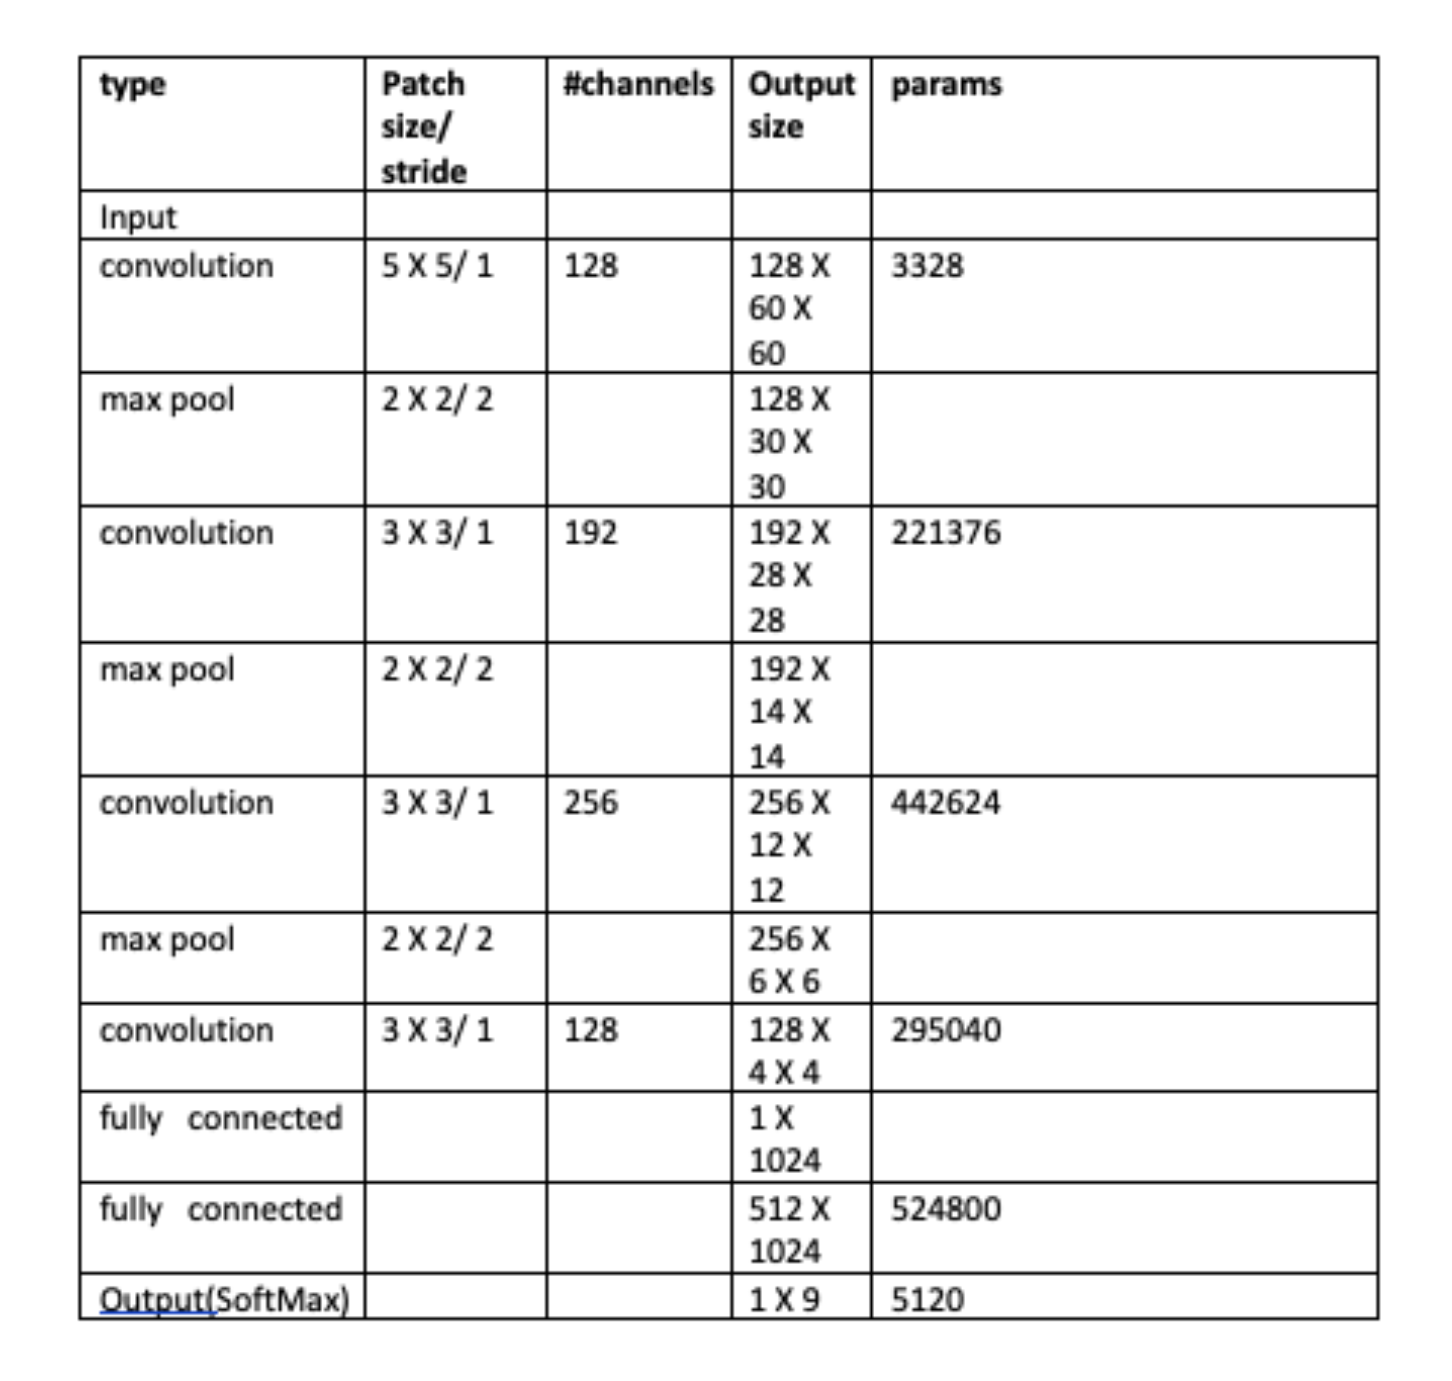 type Patch size/ stride #channels Output size params
Input
convolution 5 X 5/ 1 128 128 X 60 X 60 3328
max pool 2 X 2/ 2 128 X 30 X 30
convolution 3 X 3/ 1 192 192 X 28 X 28 221376
max pool 2 X 2/ 2 192 X 14 X 14
convolution 3 X 3/ 1 256 256 X 12 X 12 442624
max pool 2 X 2/ 2 256 X 6 X 6
convolution 3 X 3/ 1 128 128 X 4 X 4 295040
fully connected 1 X 1024
fully connected 512 X 1024 524800
Output(SoftMax) 1 X 9 5120